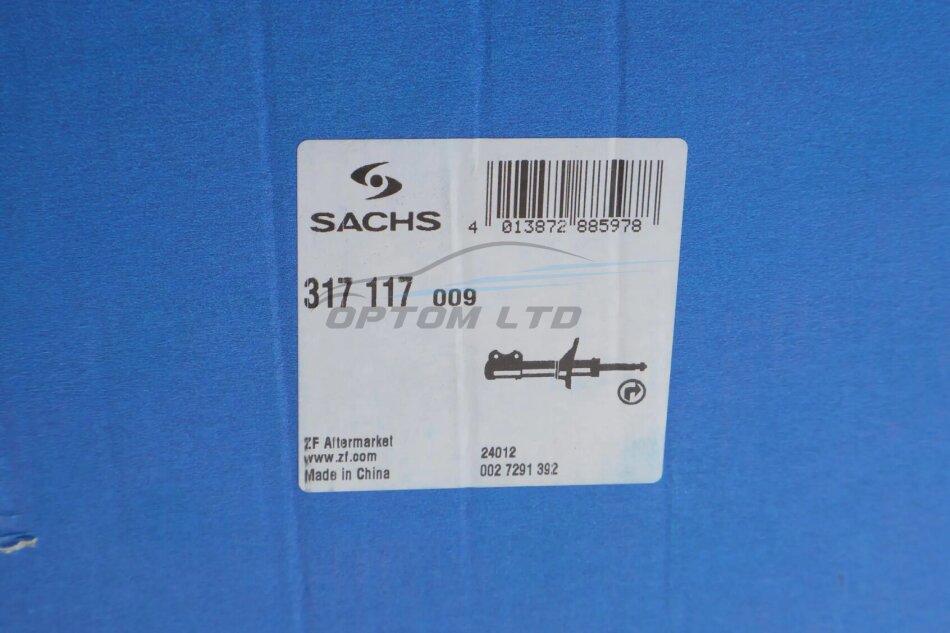 SACHS
4 013872 885978
317 117 009
OPTOM LTD
ZF Aftermarket
www.zf.com
Made in China
24012
002 7291 392